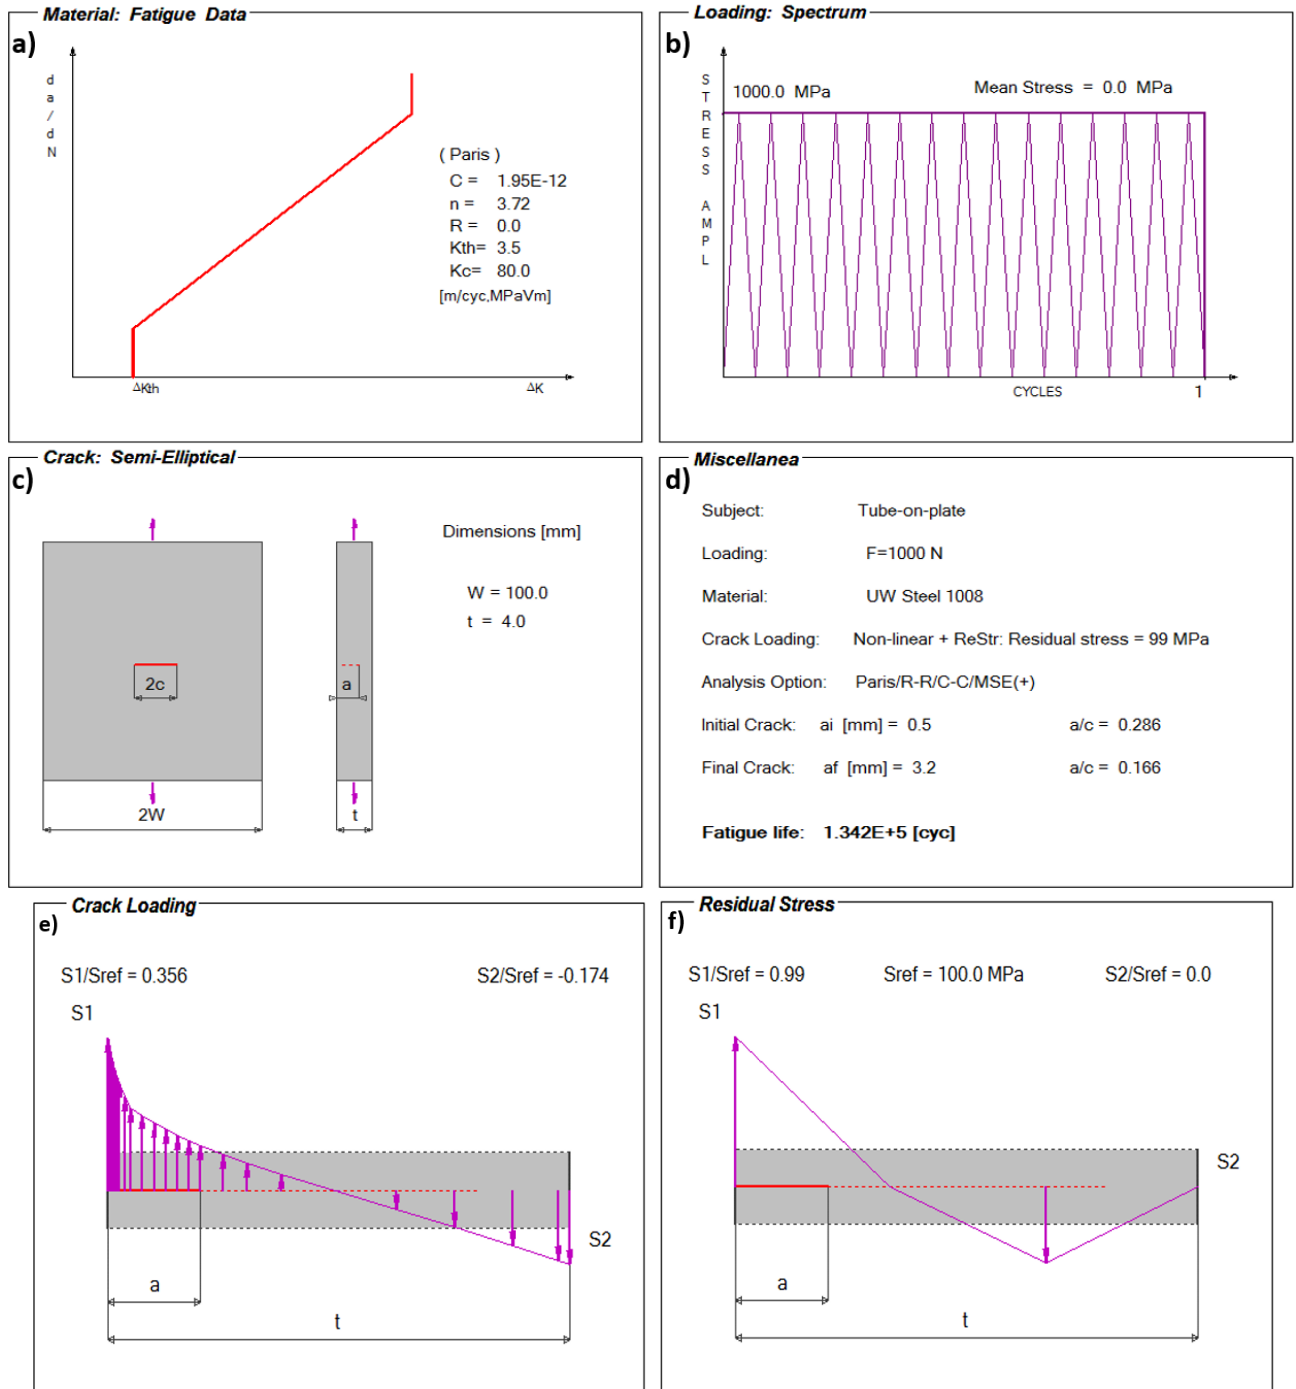 Material: Fatigue Data
a)
da/dN
( Paris )
C = 1.95E-12
n = 3.72
R = 0.0
Kth= 3.5
Kc= 80.0
[m/cyc,MPaVm]
ΔKth
ΔK
Loading: Spectrum
b)
STRESS AMPL
1000.0 MPa
Mean Stress = 0.0 MPa
CYCLES
1
Crack: Semi-Elliptical
c)
Dimensions [mm]
W = 100.0
t = 4.0
2c
a
2W
t
Miscellanea
d)
Subject: Tube-on-plate
Loading: F=1000 N
Material: UW Steel 1008
Crack Loading: Non-linear + ReStr: Residual stress = 99 MPa
Analysis Option: Paris/R-R/C-C/MSE(+)
Initial Crack: ai [mm] = 0.5 a/c = 0.286
Final Crack: af [mm] = 3.2 a/c = 0.166
Fatigue life: 1.342E+5 [cyc]
Crack Loading
e)
S1/Sref = 0.356 S2/Sref = -0.174
S1
S2
a
t
Residual Stress
f)
S1/Sref = 0.99 Sref = 100.0 MPa S2/Sref = 0.0
S1
S2
a
t